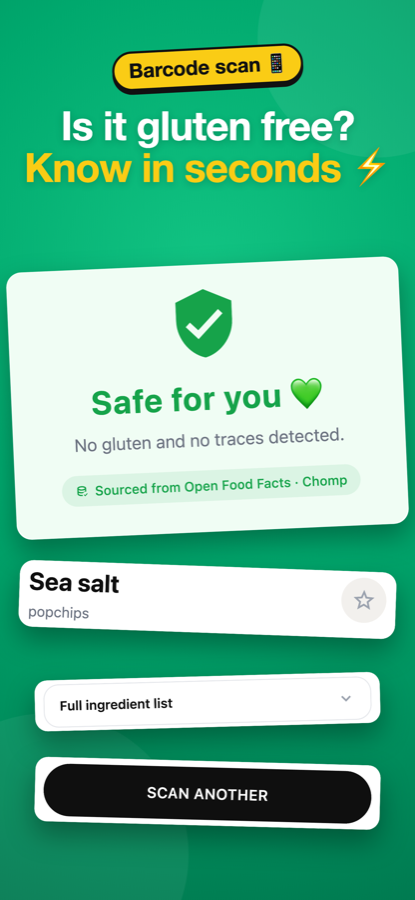 Barcode scan 📱
Is it gluten free?
Know in seconds ⚡
Safe for you 💚
No gluten and no traces detected.
Sourced from Open Food Facts · Chomp
Sea salt
popchips
Full ingredient list
SCAN ANOTHER